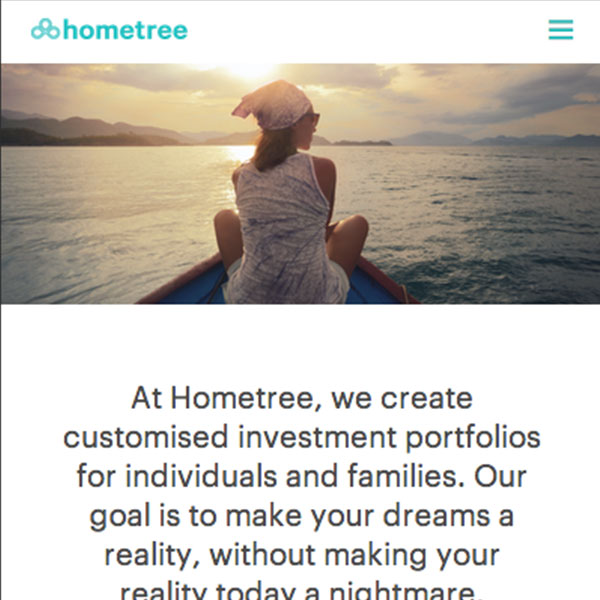 hometree
At Hometree, we create
customised investment portfolios
for individuals and families. Our
goal is to make your dreams a
reality, without making your
reality today a nightmare.